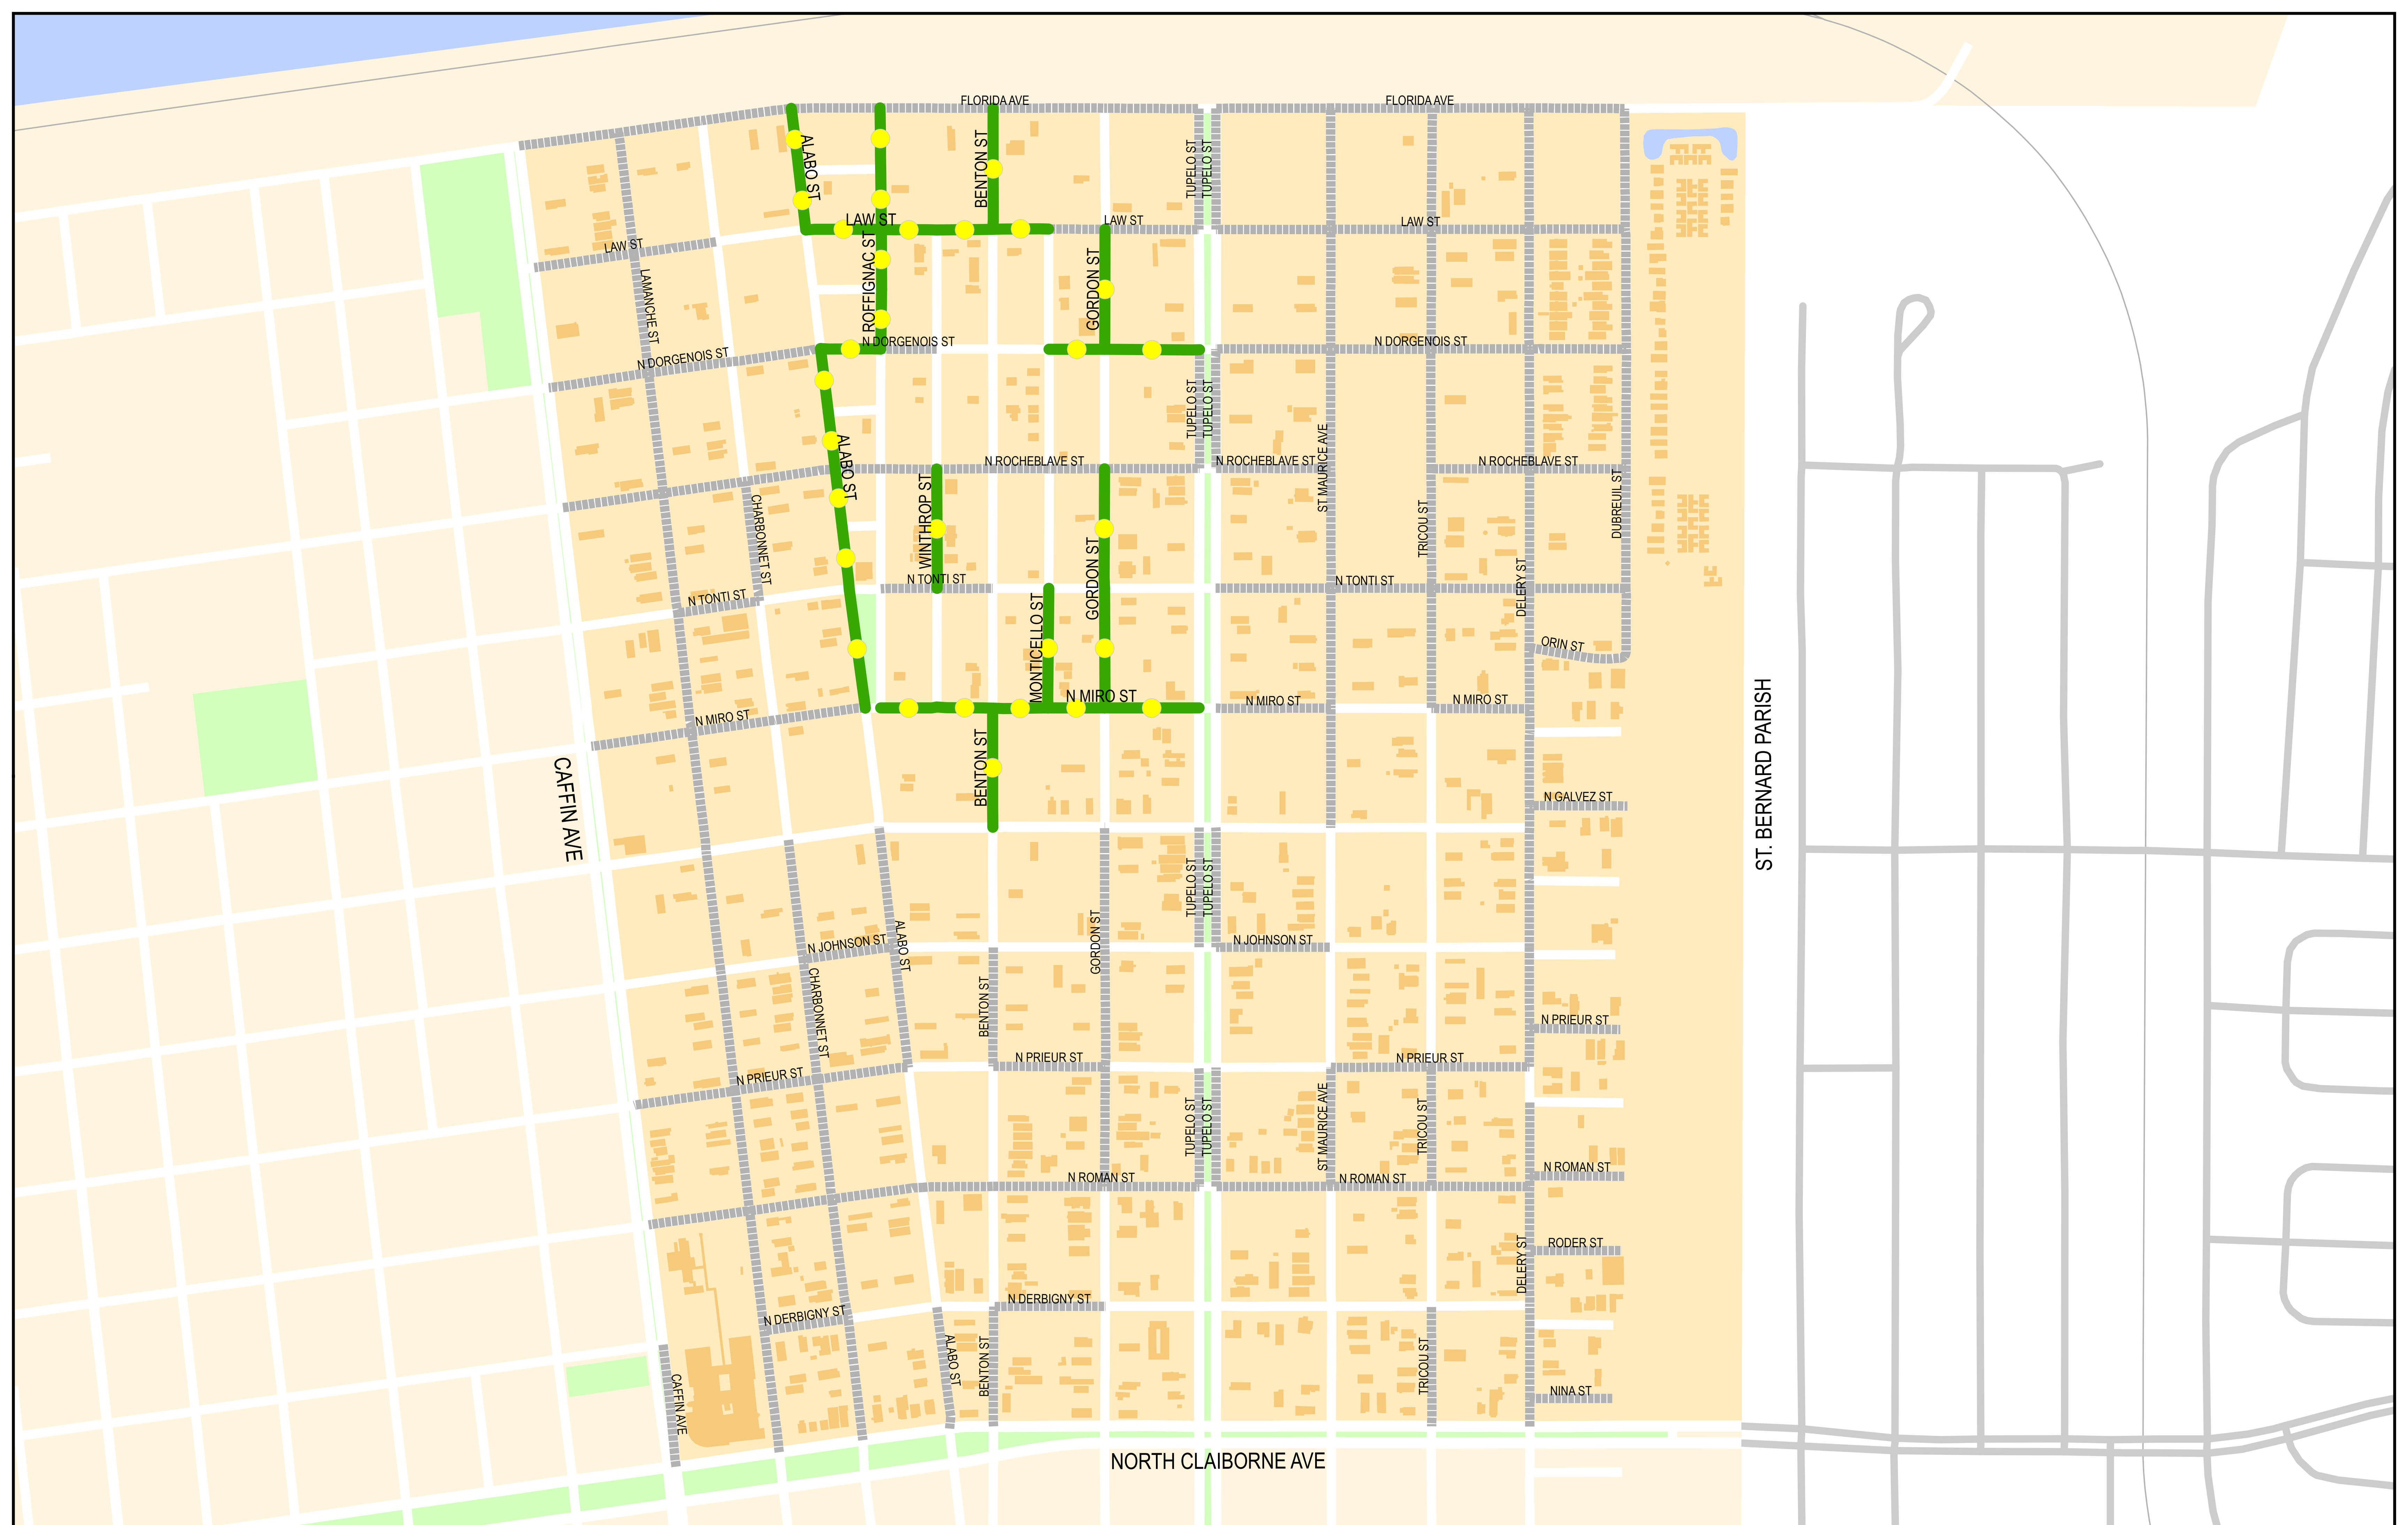 FLORIDA AVE
FLORIDA AVE
ALABO ST
BENTON ST
TUPELO ST
TUPELO ST
LAW ST
LAW ST
LAW ST
LAW ST
LAMANCHE ST
ROFFIGNAC ST
GORDON ST
N DORGENOIS ST
N DORGENOIS ST
N DORGENOIS ST
TUPELO ST
TUPELO ST
ST MAURICE AVE
ALABO ST
N ROCHEBLAVE ST
N ROCHEBLAVE ST
N ROCHEBLAVE ST
CHARBONNET ST
WINTHROP ST
GORDON ST
TRICOU ST
DUBREUIL ST
N TONTI ST
N TONTI ST
N TONTI ST
DELERY ST
MONTICELLO ST
ORIN ST
N MIRO ST
N MIRO ST
N MIRO ST
N MIRO ST
CAFFIN AVE
BENTON ST
ST. BERNARD PARISH
N GALVEZ ST
TUPELO ST
TUPELO ST
N JOHNSON ST
ALABO ST
GORDON ST
N JOHNSON ST
CHARBONNET ST
BENTON ST
N PRIEUR ST
N PRIEUR ST
N PRIEUR ST
N PRIEUR ST
TUPELO ST
TUPELO ST
ST MAURICE AVE
TRICOU ST
N ROMAN ST
N ROMAN ST
N ROMAN ST
DELERY ST
RODER ST
N DERBIGNY ST
N DERBIGNY ST
CAFFIN AVE
ALABO ST
BENTON ST
TRICOU ST
NINA ST
NORTH CLAIBORNE AVE